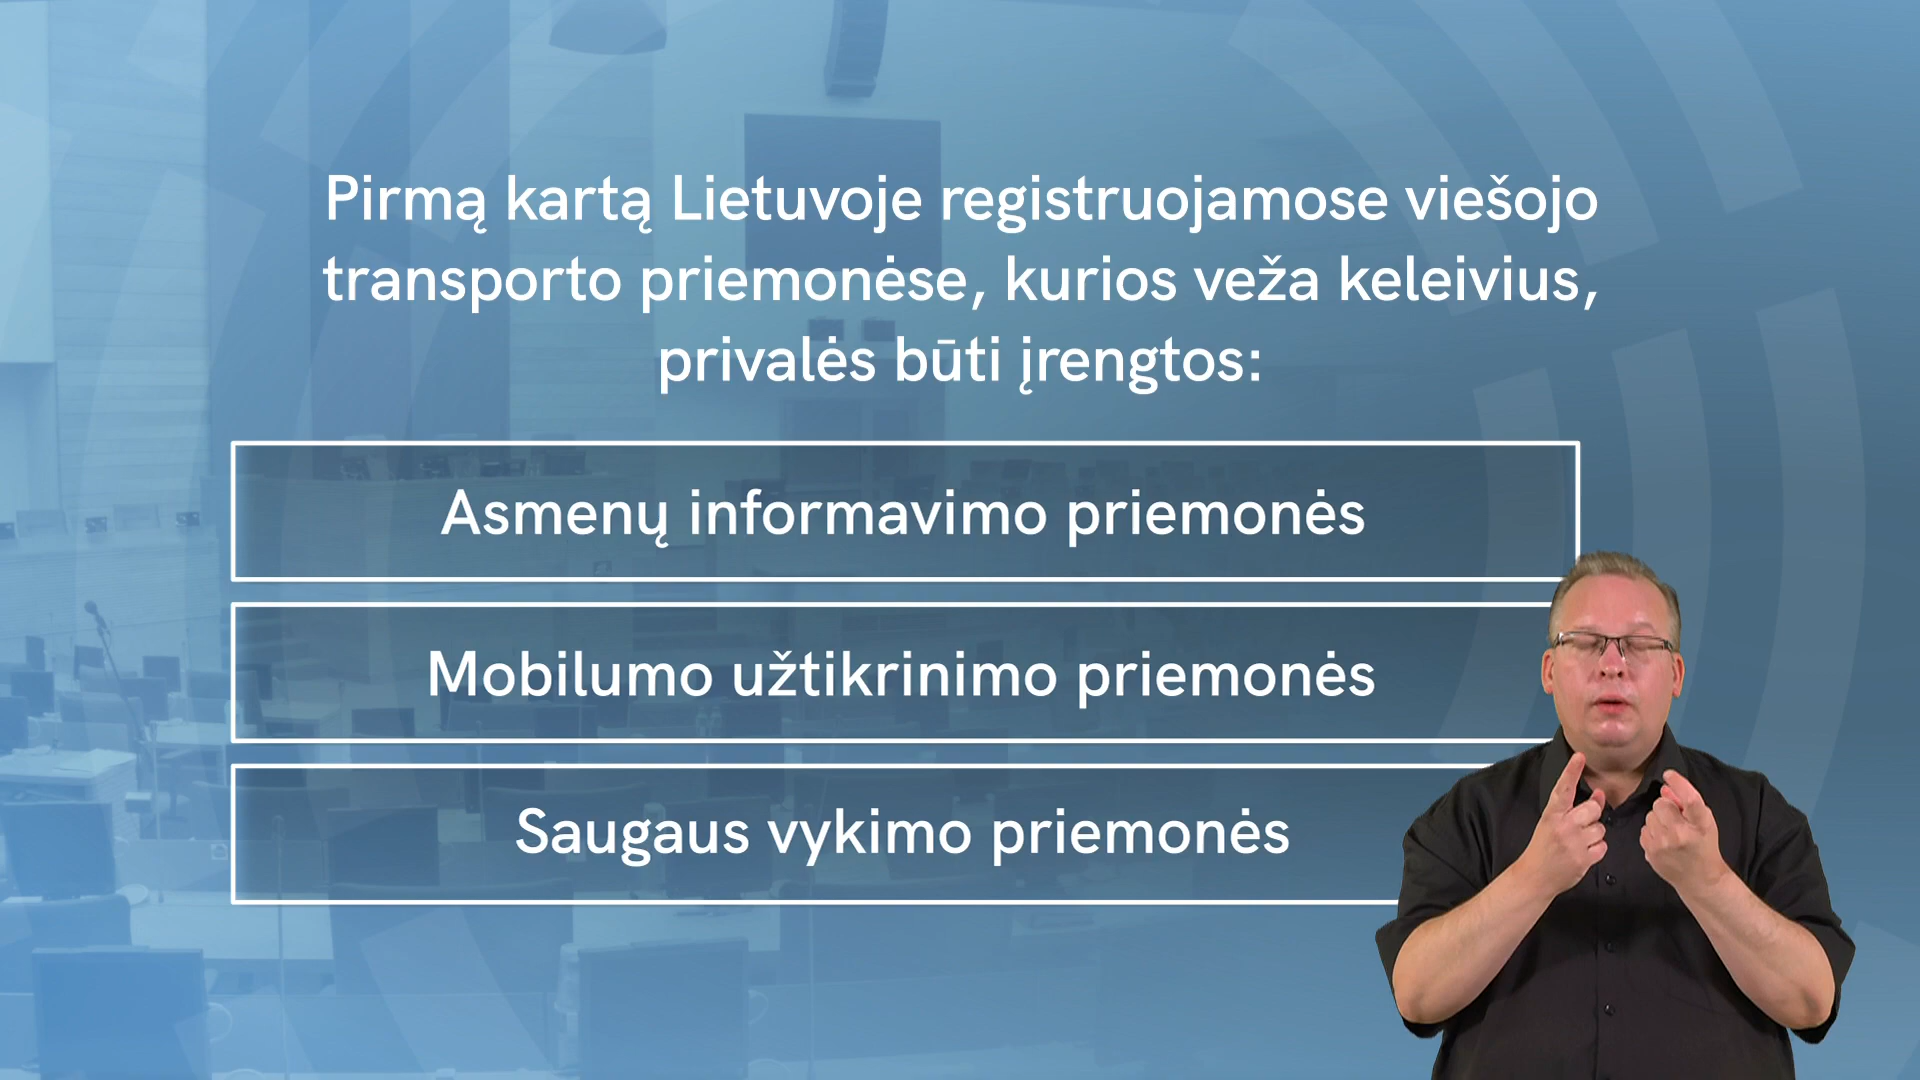 Pirmą kartą Lietuvoje registruojamose viešojo
transporto priemonėse, kurios veža keleivius,
privalės būti įrengtos:
Asmenų informavimo priemonės
Mobilumo užtikrinimo priemonės
Saugaus vykimo priemonės